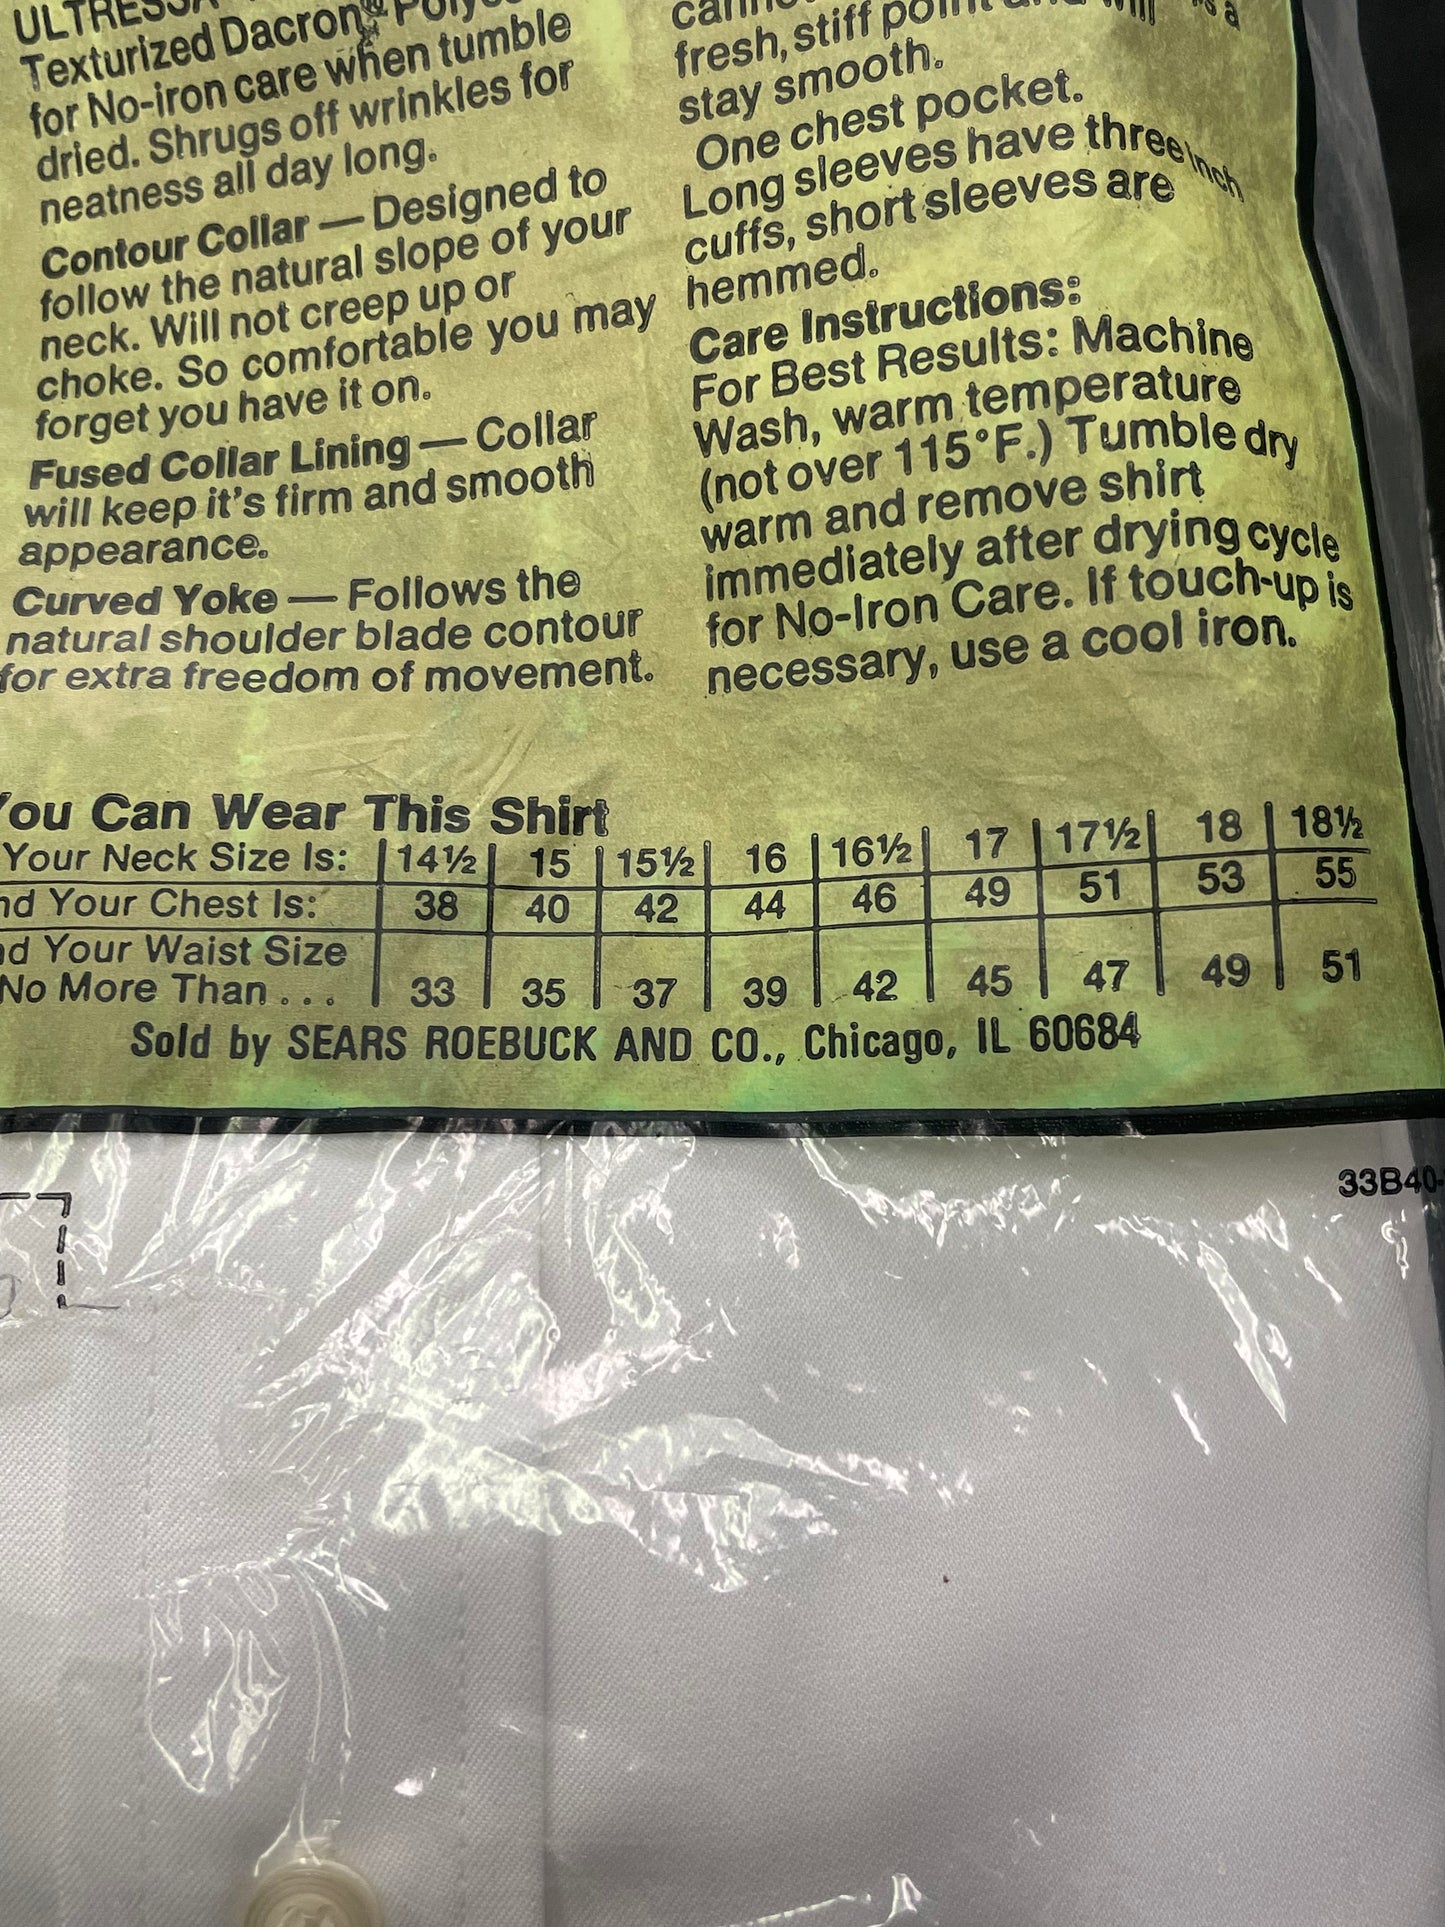 ULTRESSA
Texturized Dacron® Polyes
for No-iron care when tumble
dried. Shrugs off wrinkles for
neatness all day long.
Contour Collar — Designed to
follow the natural slope of your
neck. Will not creep up or
choke. So comfortable you may
forget you have it on.
Fused Collar Lining — Collar
will keep it's firm and smooth
appearance.
Curved Yoke — Follows the
natural shoulder blade contour
for extra freedom of movement.
fresh, stiff point and will
stay smooth.
One chest pocket.
Long sleeves have three inch
cuffs, short sleeves are
hemmed.
Care Instructions:
For Best Results: Machine
Wash, warm temperature
(not over 115°F.) Tumble dry
warm and remove shirt
immediately after drying cycle
for No-Iron Care. If touch-up is
necessary, use a cool iron.
You Can Wear This Shirt
Your Neck Size Is: 14½ 15 15½ 16 16½ 17 17½ 18 18½
nd Your Chest Is: 38 40 42 44 46 49 51 53 55
nd Your Waist Size
No More Than . . . 33 35 37 39 42 45 47 49 51
Sold by SEARS ROEBUCK AND CO., Chicago, IL 60684
33B40-